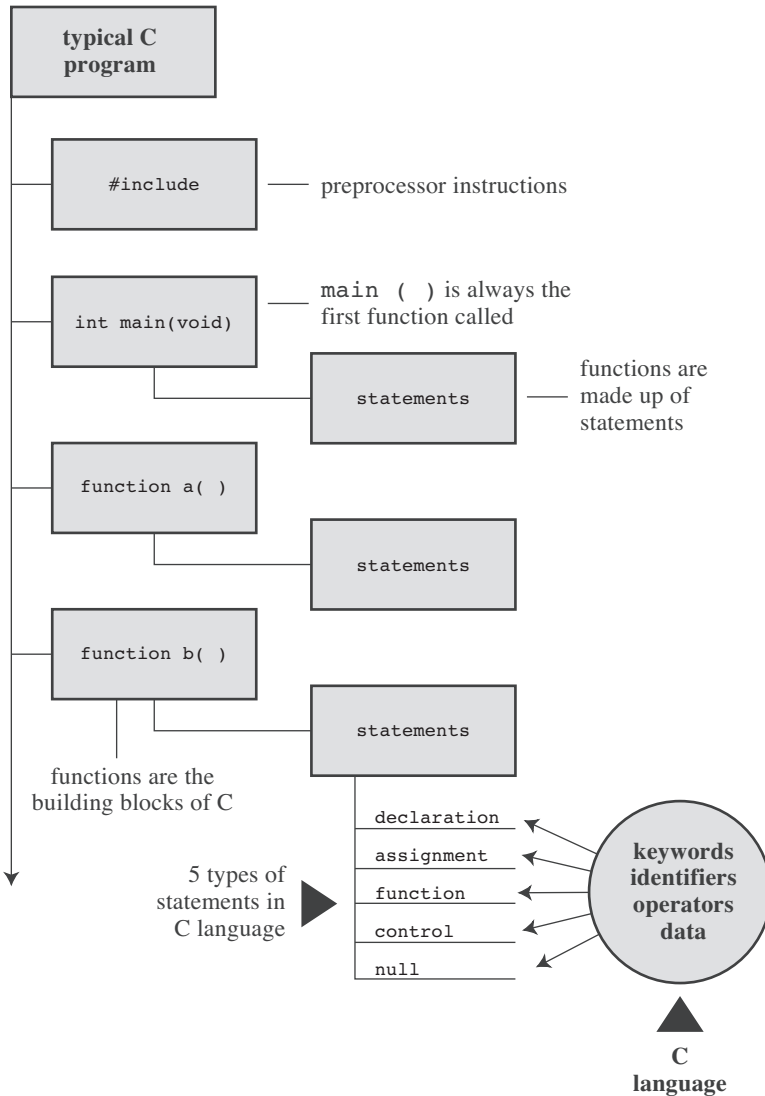 typical C
program
#include
preprocessor instructions
main ( ) is always the
first function called
int main(void)
statements
functions are
made up of
statements
function a( )
statements
function b( )
statements
functions are the
building blocks of C
declaration
assignment
function
control
null
5 types of
statements in
C language
keywords
identifiers
operators
data
C
language